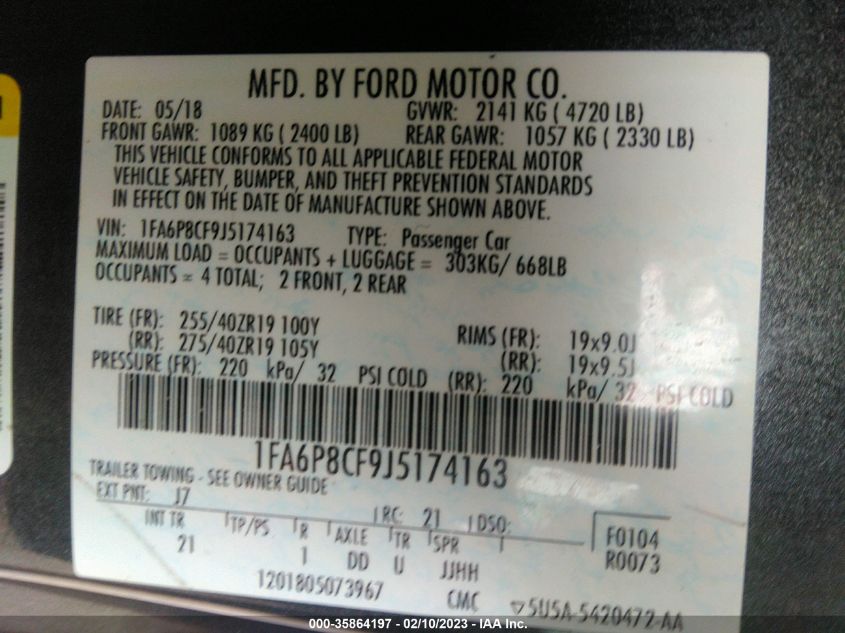 MFD. BY FORD MOTOR CO.
DATE: 05/18 GVWR: 2141 KG ( 4720 LB)
FRONT GAWR: 1089 KG ( 2400 LB) REAR GAWR: 1057 KG ( 2330 LB)
THIS VEHICLE CONFORMS TO ALL APPLICABLE FEDERAL MOTOR
VEHICLE SAFETY, BUMPER, AND THEFT PREVENTION STANDARDS
IN EFFECT ON THE DATE OF MANUFACTURE SHOWN ABOVE.
VIN: 1FA6P8CF9J5174163 TYPE: Passenger Car
MAXIMUM LOAD = OCCUPANTS + LUGGAGE = 303KG/ 668LB
OCCUPANTS = 4 TOTAL; 2 FRONT, 2 REAR
TIRE (FR): 255/40ZR19 100Y RIMS (FR): 19x9.0J
(RR): 275/40ZR19 105Y (RR): 19x9.5J
PRESSURE (FR): 220 kPa/ 32 PSI COLD (RR): 220 kPa/ 32 PSI COLD
1FA6P8CF9J5174163
TRAILER TOWING - SEE OWNER GUIDE
EXT PNT: J7 RC: 21 DSO: F0104
INT TR TP/PS R AXLE TR SPR R0073
21 1 DD U JJHH
1201805073967 CMC 5U5A-5420472-AA
000-35864197 - 02/10/2023 - IAA Inc.